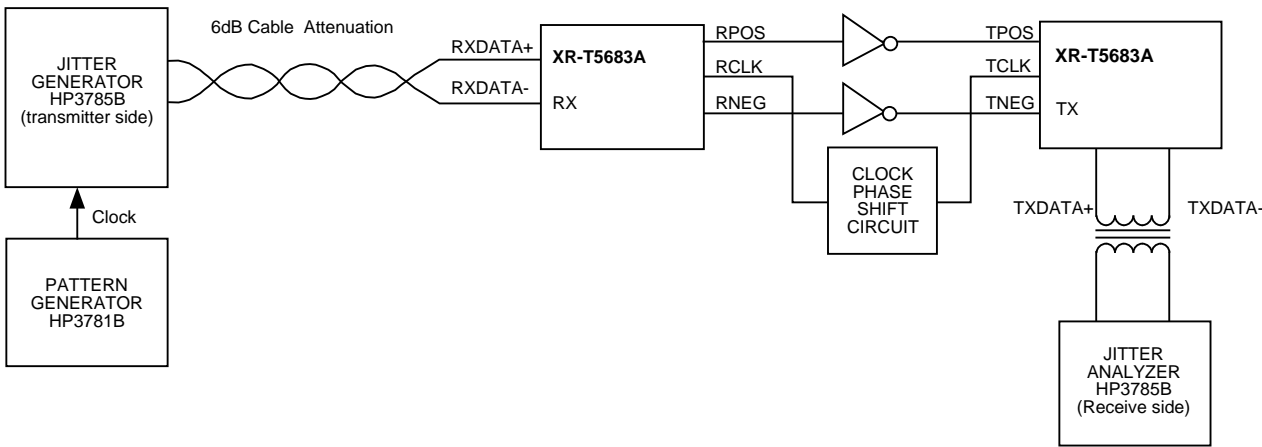 6dB Cable Attenuation
JITTER
GENERATOR
HP3785B
(transmitter side)
Clock
PATTERN
GENERATOR
HP3781B
RXDATA+
RXDATA-
XR-T5683A
RX
RPOS
RCLK
RNEG
CLOCK
PHASE
SHIFT
CIRCUIT
TPOS
TCLK
TNEG
XR-T5683A
TX
TXDATA+
TXDATA-
JITTER
ANALYZER
HP3785B
(Receive side)